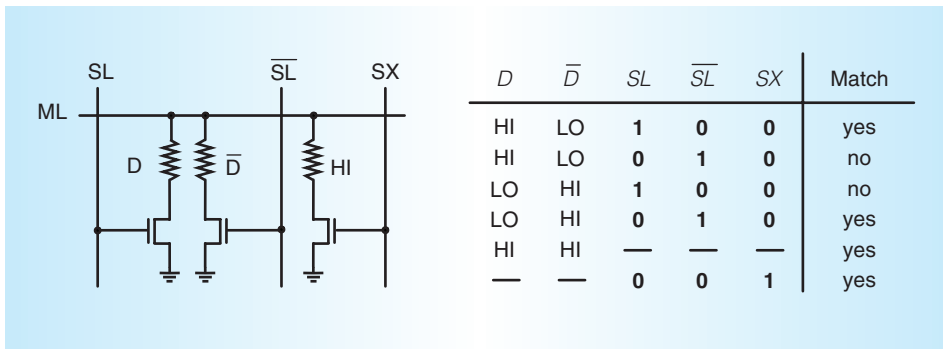 SL S̅L̅ SX
ML
D D̅ HI
D D̅ SL S̅L̅ SX Match
HI LO 1 0 0 yes
HI LO 0 1 0 no
LO HI 1 0 0 no
LO HI 0 1 0 yes
HI HI — — — yes
— — 0 0 1 yes